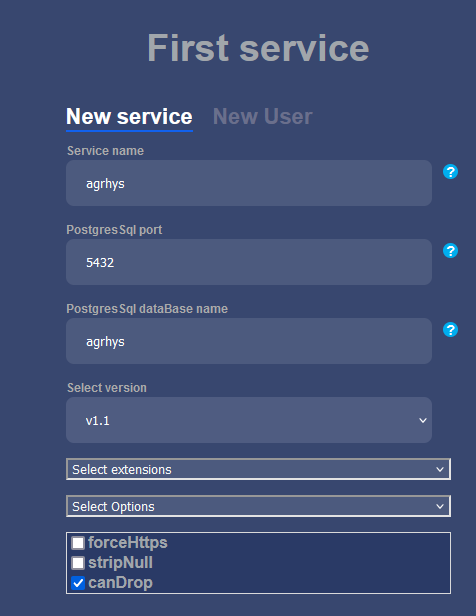 First service
New service New User
Service name
agrhys
?
PostgresSql port
5432
?
PostgresSql dataBase name
agrhys
?
Select version
v1.1
Select extensions
Select Options
forceHttps
stripNull
canDrop